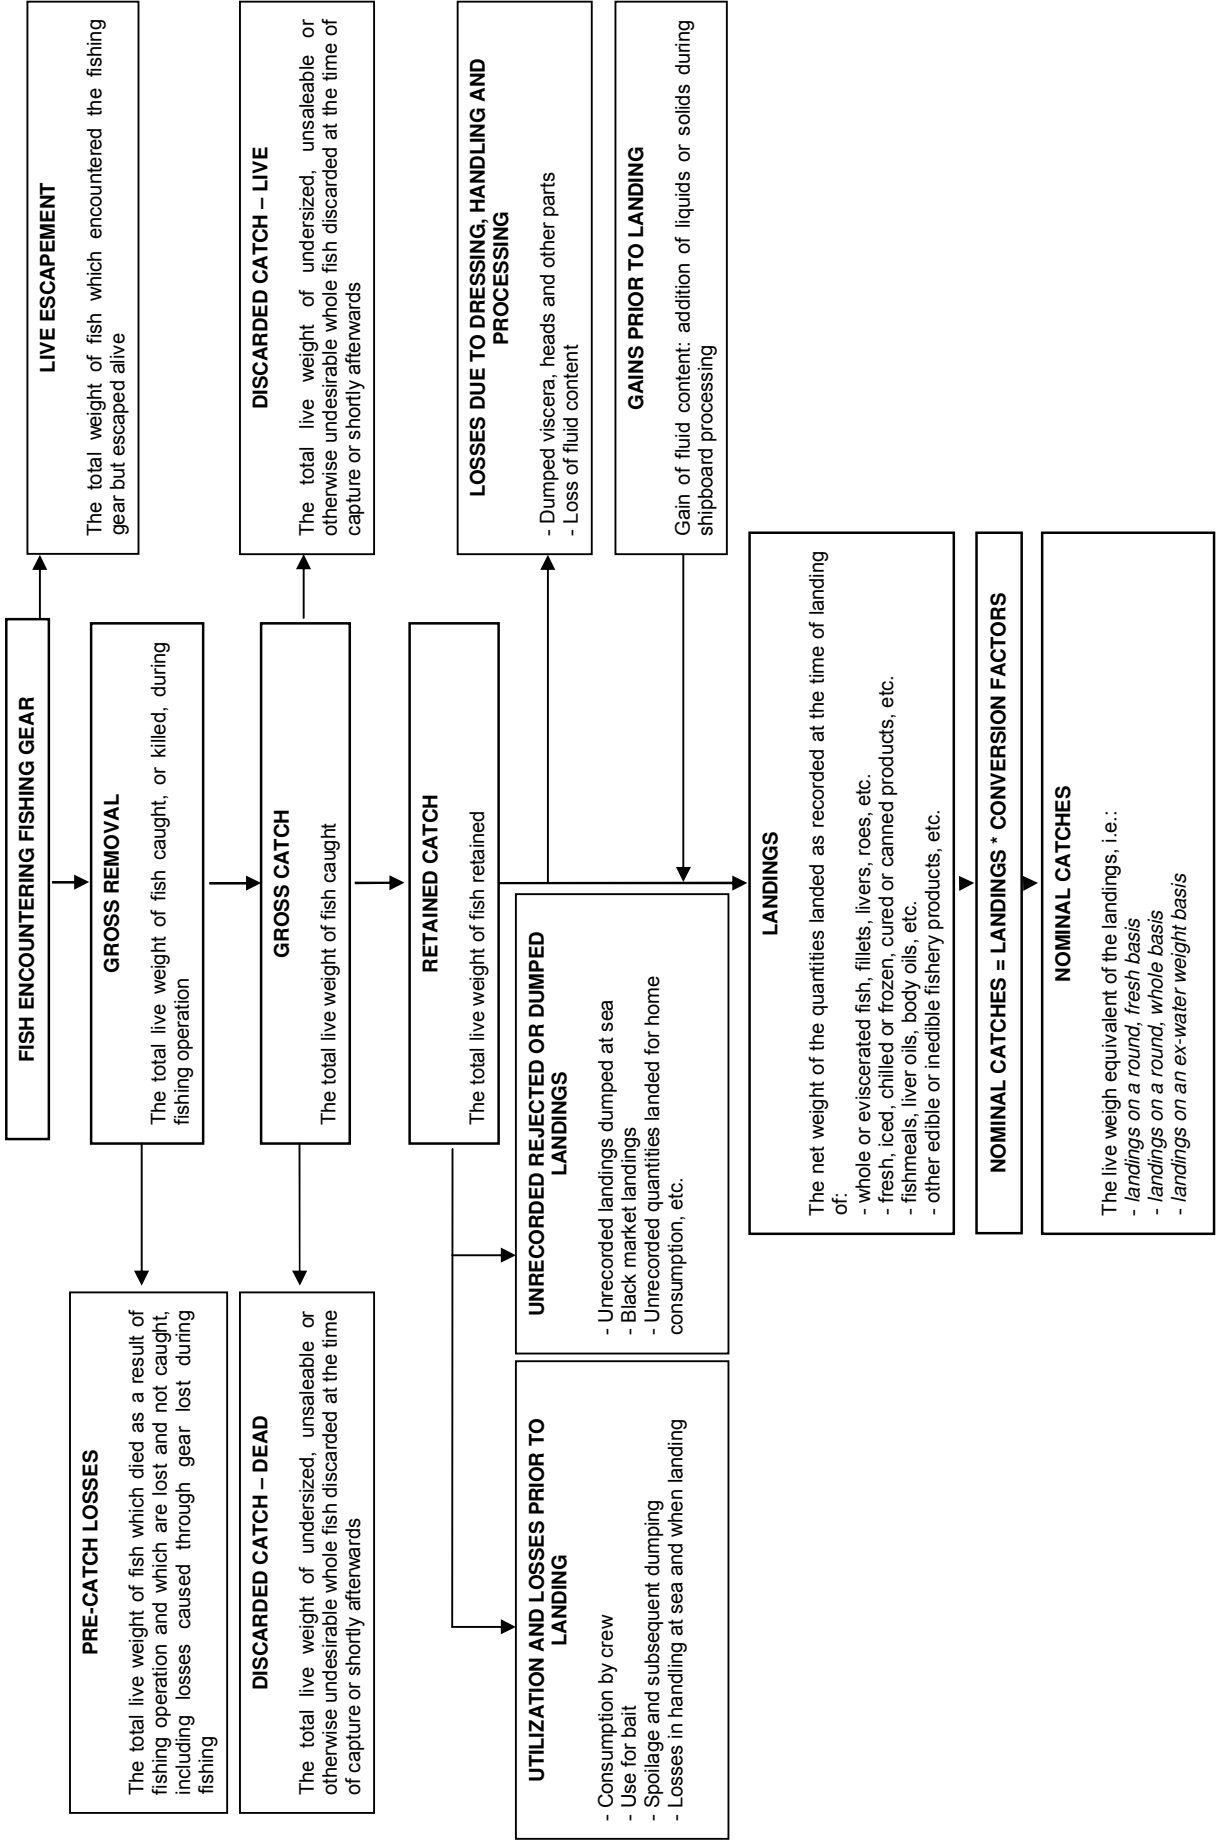 FISH ENCOUNTERING FISHING GEAR
LIVE ESCAPEMENT
The total weight of fish which encountered the fishing
gear but escaped alive
GROSS REMOVAL
The total live weight of fish caught, or killed, during
fishing operation
PRE-CATCH LOSSES
The total live weight of fish which died as a result of
fishing operation and which are lost and not caught,
including losses caused through gear lost during
fishing
GROSS CATCH
The total live weight of fish caught
DISCARDED CATCH – DEAD
The total live weight of undersized, unsaleable or
otherwise undesirable whole fish discarded at the time
of capture or shortly afterwards
DISCARDED CATCH – LIVE
The total live weight of undersized, unsaleable or
otherwise undesirable whole fish discarded at the time of
capture or shortly afterwards
RETAINED CATCH
The total live weight of fish retained
UTILIZATION AND LOSSES PRIOR TO
LANDING
- Consumption by crew
- Use for bait
- Spoilage and subsequent dumping
- Losses in handling at sea and when landing
UNRECORDED REJECTED OR DUMPED
LANDINGS
- Unrecorded landings dumped at sea
- Black market landings
- Unrecorded quantities landed for home
consumption, etc.
LOSSES DUE TO DRESSING, HANDLING AND
PROCESSING
- Dumped viscera, heads and other parts
- Loss of fluid content
GAINS PRIOR TO LANDING
Gain of fluid content: addition of liquids or solids during
shipboard processing
LANDINGS
The net weight of the quantities landed as recorded at the time of landing
of:
- whole or eviscerated fish, fillets, livers, roes, etc.
- fresh, iced, chilled or frozen, cured or canned products, etc.
- fishmeals, liver oils, body oils, etc.
- other edible or inedible fishery products, etc.
NOMINAL CATCHES = LANDINGS * CONVERSION FACTORS
NOMINAL CATCHES
The live weigh equivalent of the landings, i.e.:
- landings on a round, fresh basis
- landings on a round, whole basis
- landings on an ex-water weight basis